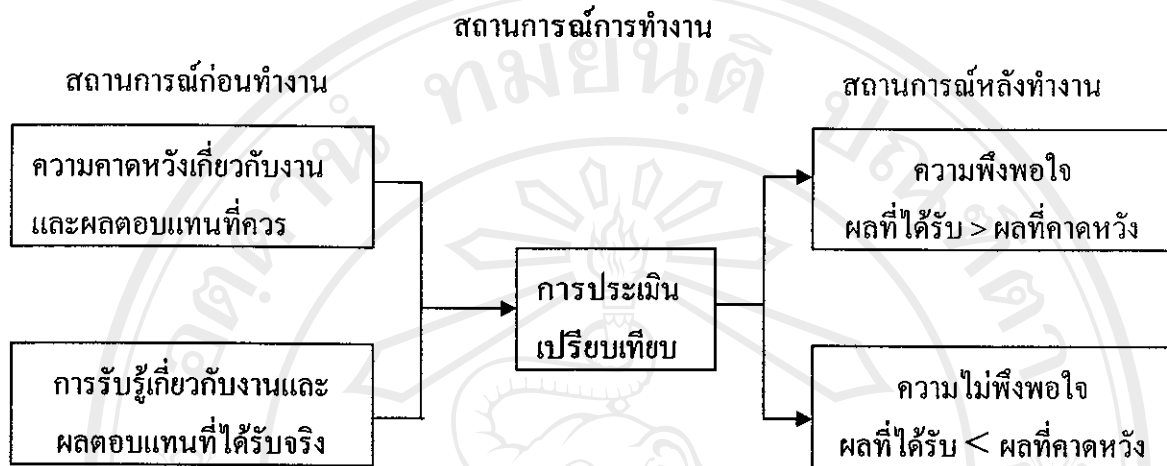 สถานการณ์การทำงาน
สถานการณ์ก่อนทำงาน
สถานการณ์หลังทำงาน
ความคาดหวังเกี่ยวกับงาน
และผลตอบแทนที่ควร
การรับรู้เกี่ยวกับงานและ
ผลตอบแทนที่ได้รับจริง
การประเมิน
เปรียบเทียบ
ความพึงพอใจ
ผลที่ได้รับ > ผลที่คาดหวัง
ความไม่พึงพอใจ
ผลที่ได้รับ < ผลที่คาดหวัง